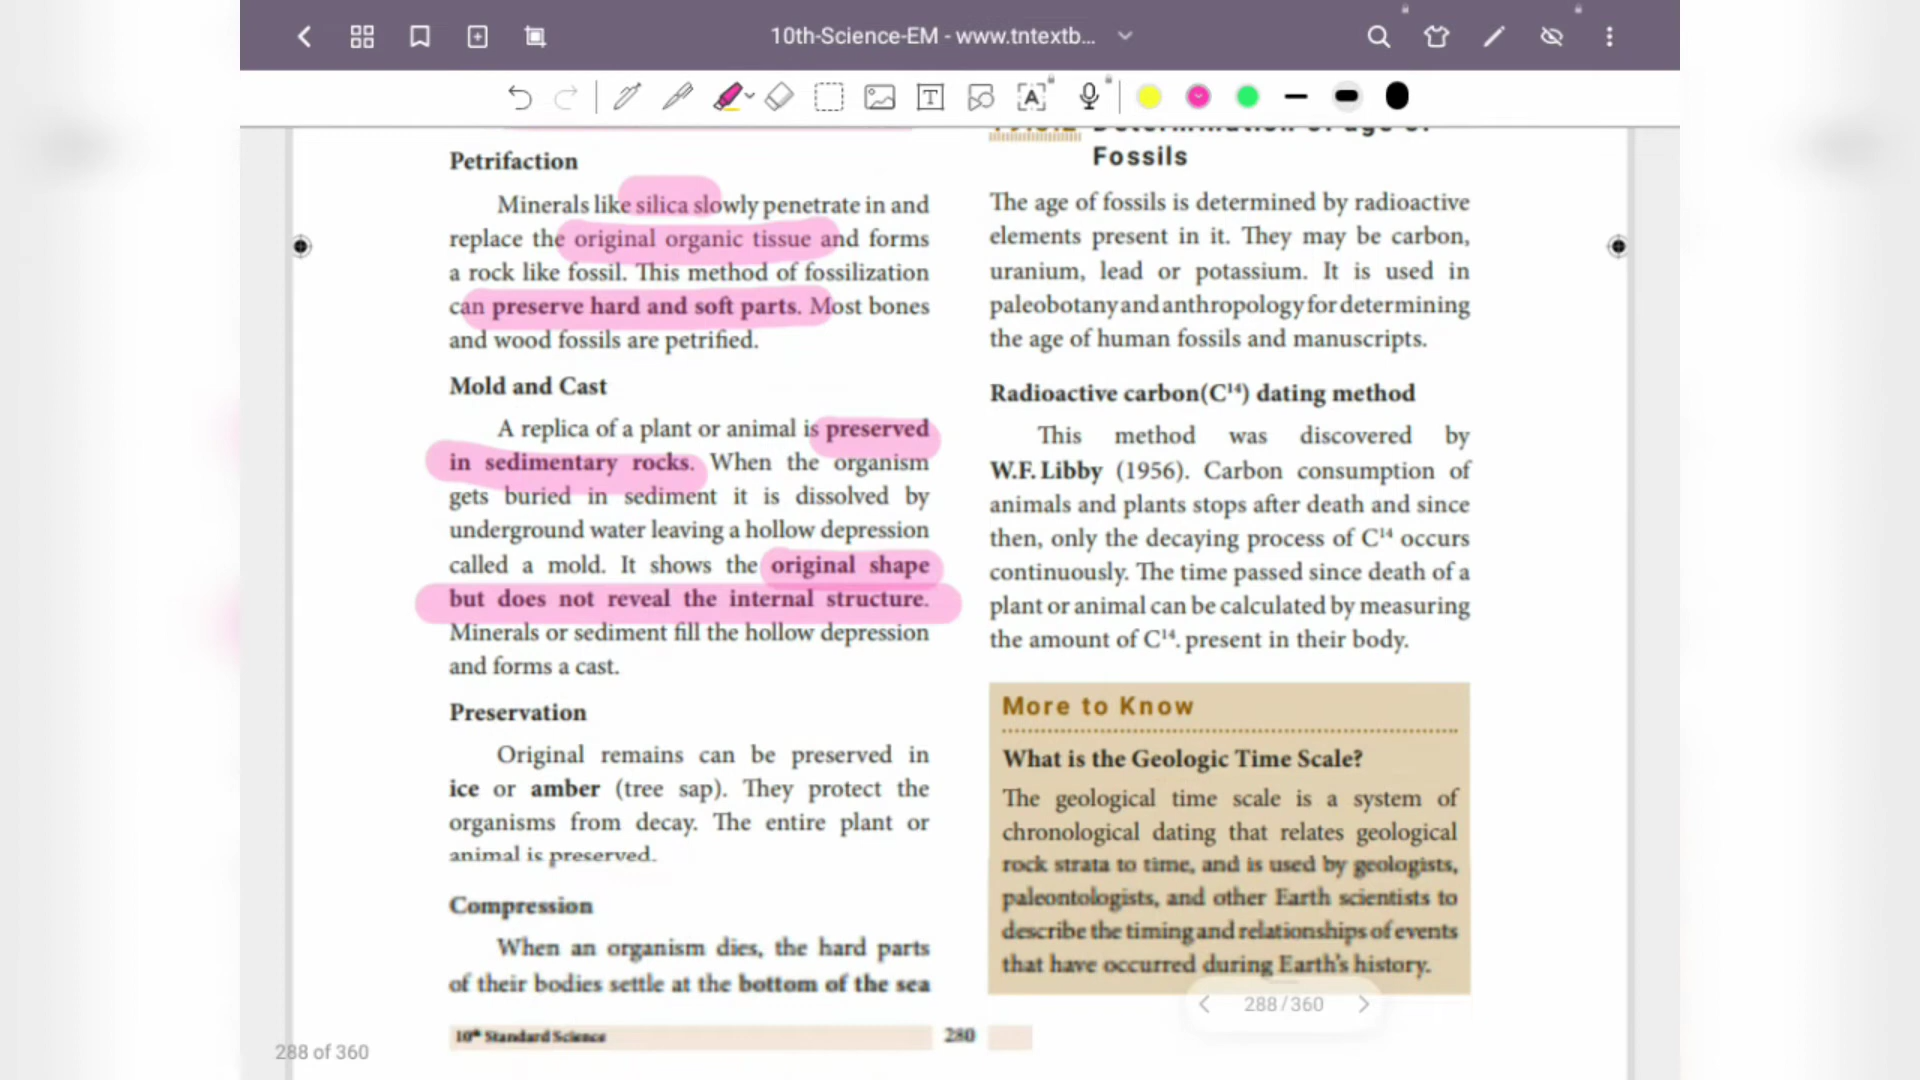 10th-Science-EM - www.tntextb...
Petrifaction
Minerals like silica slowly penetrate in and
replace the original organic tissue and forms
a rock like fossil. This method of fossilization
can preserve hard and soft parts. Most bones
and wood fossils are petrified.
Mold and Cast
A replica of a plant or animal is preserved
in sedimentary rocks. When the organism
gets buried in sediment it is dissolved by
underground water leaving a hollow depression
called a mold. It shows the original shape
but does not reveal the internal structure.
Minerals or sediment fill the hollow depression
and forms a cast.
Preservation
Original remains can be preserved in
ice or amber (tree sap). They protect the
organisms from decay. The entire plant or
animal is preserved.
Compression
When an organism dies, the hard parts
of their bodies settle at the bottom of the sea
Determination of age of
Fossils
The age of fossils is determined by radioactive
elements present in it. They may be carbon,
uranium, lead or potassium. It is used in
paleobotany and anthropology for determining
the age of human fossils and manuscripts.
Radioactive carbon(C¹⁴) dating method
This method was discovered by
W.F. Libby (1956). Carbon consumption of
animals and plants stops after death and since
then, only the decaying process of C¹⁴ occurs
continuously. The time passed since death of a
plant or animal can be calculated by measuring
the amount of C¹⁴. present in their body.
More to Know
What is the Geologic Time Scale?
The geological time scale is a system of
chronological dating that relates geological
rock strata to time, and is used by geologists,
paleontologists, and other Earth scientists to
describe the timing and relationships of events
that have occurred during Earth's history.
288/360
10th Standard Science
280
288 of 360